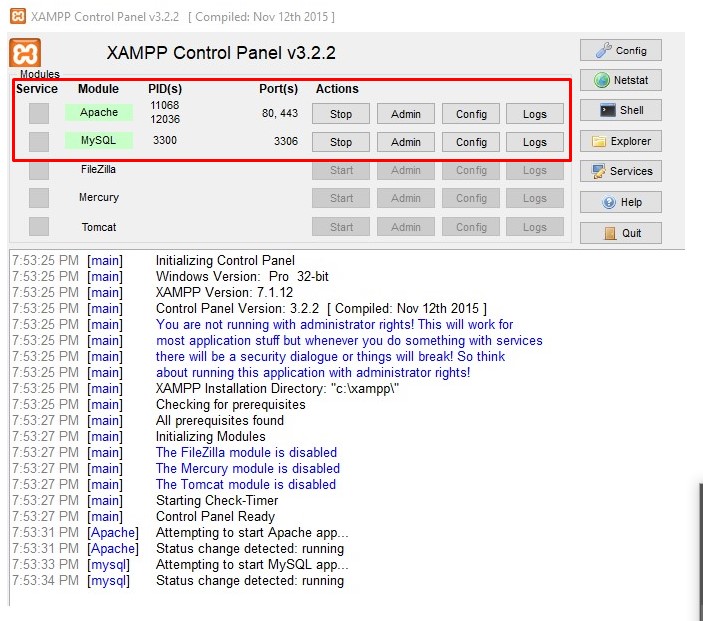 XAMPP Control Panel v3.2.2 [ Compiled: Nov 12th 2015 ]
XAMPP Control Panel v3.2.2
Config
Modules
Service Module PID(s) Port(s) Actions
Netstat
Apache 11068 12036 80, 443 Stop Admin Config Logs
Shell
MySQL 3300 3306 Stop Admin Config Logs
Explorer
FileZilla Start Admin Config Logs
Services
Mercury Start Admin Config Logs
Help
Tomcat Start Admin Config Logs
Quit
7:53:25 PM [main] Initializing Control Panel
7:53:25 PM [main] Windows Version: Pro 32-bit
7:53:25 PM [main] XAMPP Version: 7.1.12
7:53:25 PM [main] Control Panel Version: 3.2.2 [ Compiled: Nov 12th 2015 ]
7:53:25 PM [main] You are not running with administrator rights! This will work for
7:53:25 PM [main] most application stuff but whenever you do something with services
7:53:25 PM [main] there will be a security dialogue or things will break! So think
7:53:25 PM [main] about running this application with administrator rights!
7:53:25 PM [main] XAMPP Installation Directory: "c:\xampp\"
7:53:25 PM [main] Checking for prerequisites
7:53:27 PM [main] All prerequisites found
7:53:27 PM [main] Initializing Modules
7:53:27 PM [main] The FileZilla module is disabled
7:53:27 PM [main] The Mercury module is disabled
7:53:27 PM [main] The Tomcat module is disabled
7:53:27 PM [main] Starting Check-Timer
7:53:27 PM [main] Control Panel Ready
7:53:31 PM [Apache] Attempting to start Apache app...
7:53:31 PM [Apache] Status change detected: running
7:53:33 PM [mysql] Attempting to start MySQL app...
7:53:34 PM [mysql] Status change detected: running